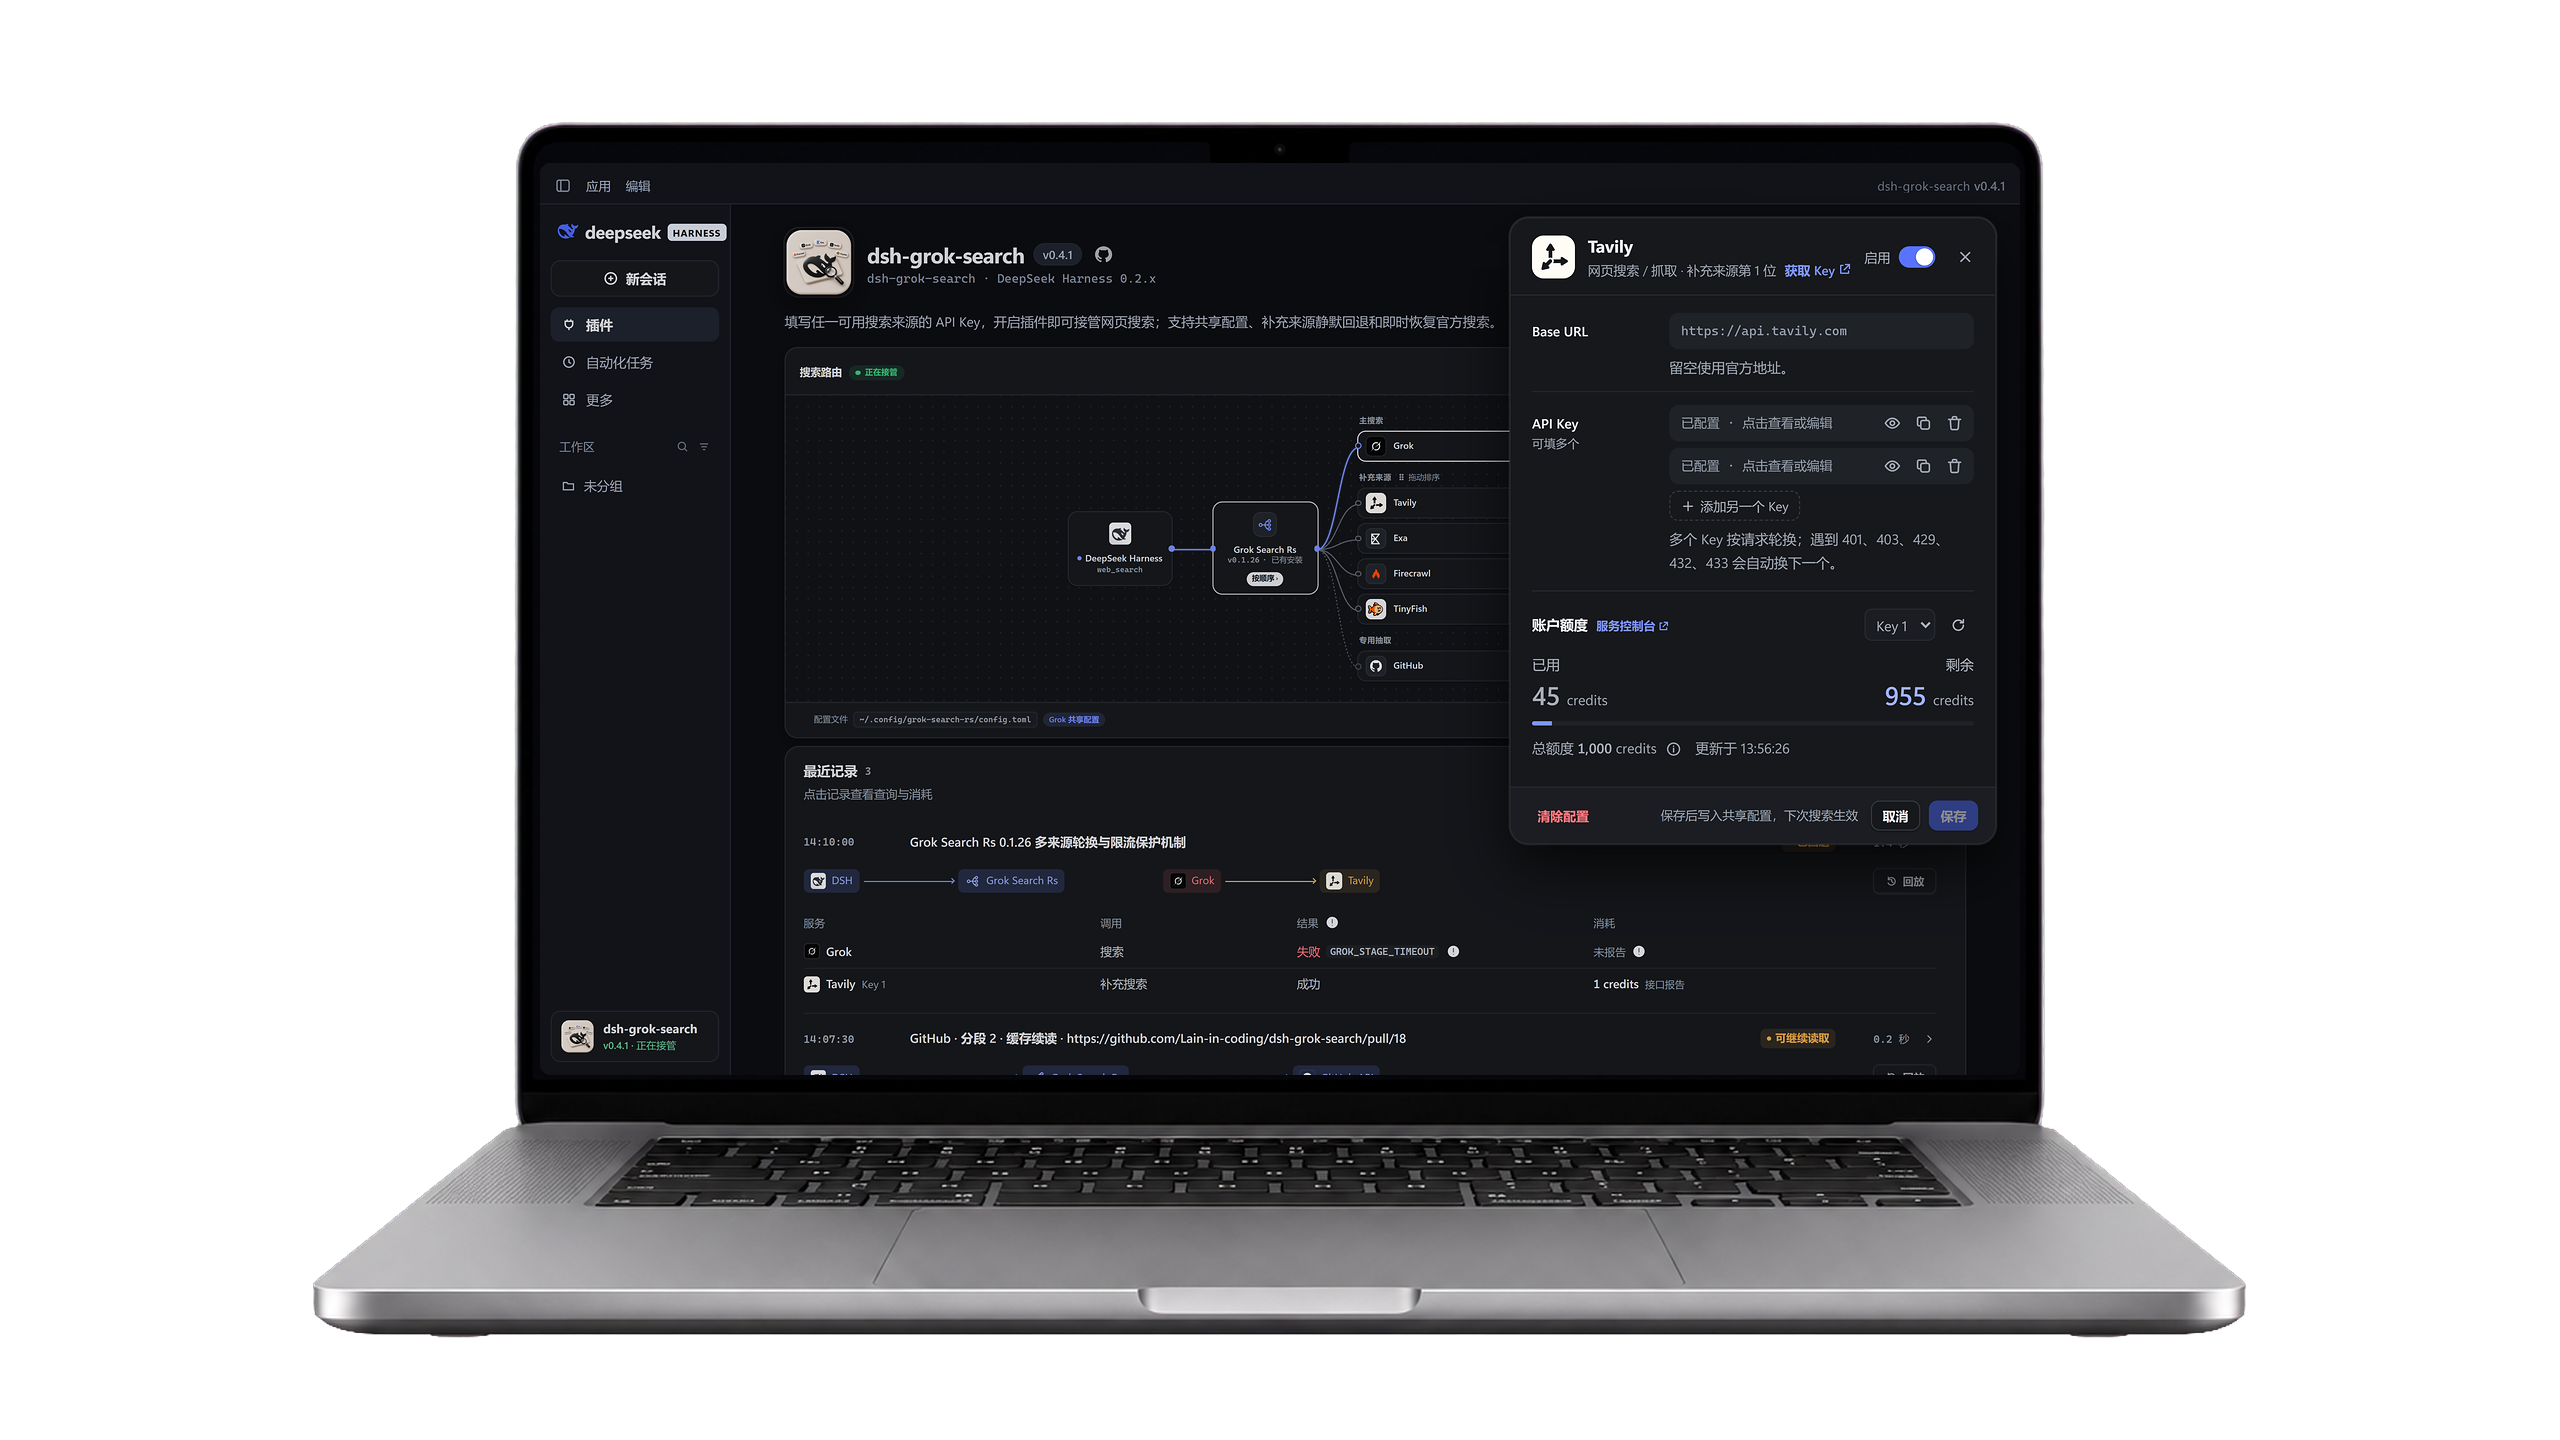 应用 编辑
dsh-grok-search v0.4.1
deepseek HARNESS
新会话
插件
自动化任务
更多
工作区
未分组
dsh-grok-search
v0.4.1 · 正在接管
dsh-grok-search v0.4.1
dsh-grok-search · DeepSeek Harness 0.2.x
填写任一可用搜索来源的 API Key，开启插件即可接管网页搜索；支持共享配置、补充来源静默回退和即时恢复官方搜索。
搜索路由 正在接管
DeepSeek Harness
web_search
Grok Search Rs
v0.1.26 · 已有安装
按顺序 ›
主搜索
Grok
补充来源 拖动排序
Tavily
Exa
Firecrawl
TinyFish
专用抽取
GitHub
配置文件 ~/.config/grok-search-rs/config.toml Grok 共享配置
最近记录 3
点击记录查看查询与消耗
14:10:00 Grok Search Rs 0.1.26 多来源轮换与限流保护机制
DSH Grok Search Rs Grok Tavily 回放
服务 调用 结果 消耗
Grok 搜索 失败 GROK_STAGE_TIMEOUT 未报告
Tavily Key 1 补充搜索 成功 1 credits 接口报告
14:07:30 GitHub · 分段 2 · 缓存续读 · https://github.com/Lain-in-coding/dsh-grok-search/pull/18 可继续读取 0.2 秒
Tavily
网页搜索 / 抓取 · 补充来源第 1 位 获取 Key
启用
Base URL https://api.tavily.com
留空使用官方地址。
API Key
可填多个
已配置 · 点击查看或编辑
已配置 · 点击查看或编辑
添加另一个 Key
多个 Key 按请求轮换；遇到 401、403、429、
432、433 会自动换下一个。
账户额度 服务控制台 Key 1
已用 剩余
45 credits 955 credits
总额度 1,000 credits 更新于 13:56:26
清除配置 保存后写入共享配置，下次搜索生效 取消 保存